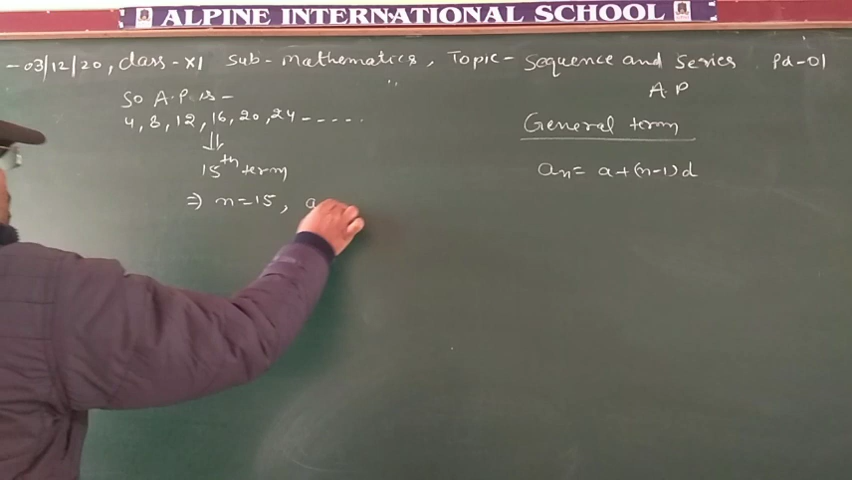 ALPINE INTERNATIONAL SCHOOL
-03/12/20, Class-XI Sub-Mathematics, Topic-Sequence and Series Pd-01
A.P
So A.P. is-
4, 8, 12, 16, 20, 24 - - - - -
⇓
15th term
⇒ n=15, a
General term
an = a+(n-1)d